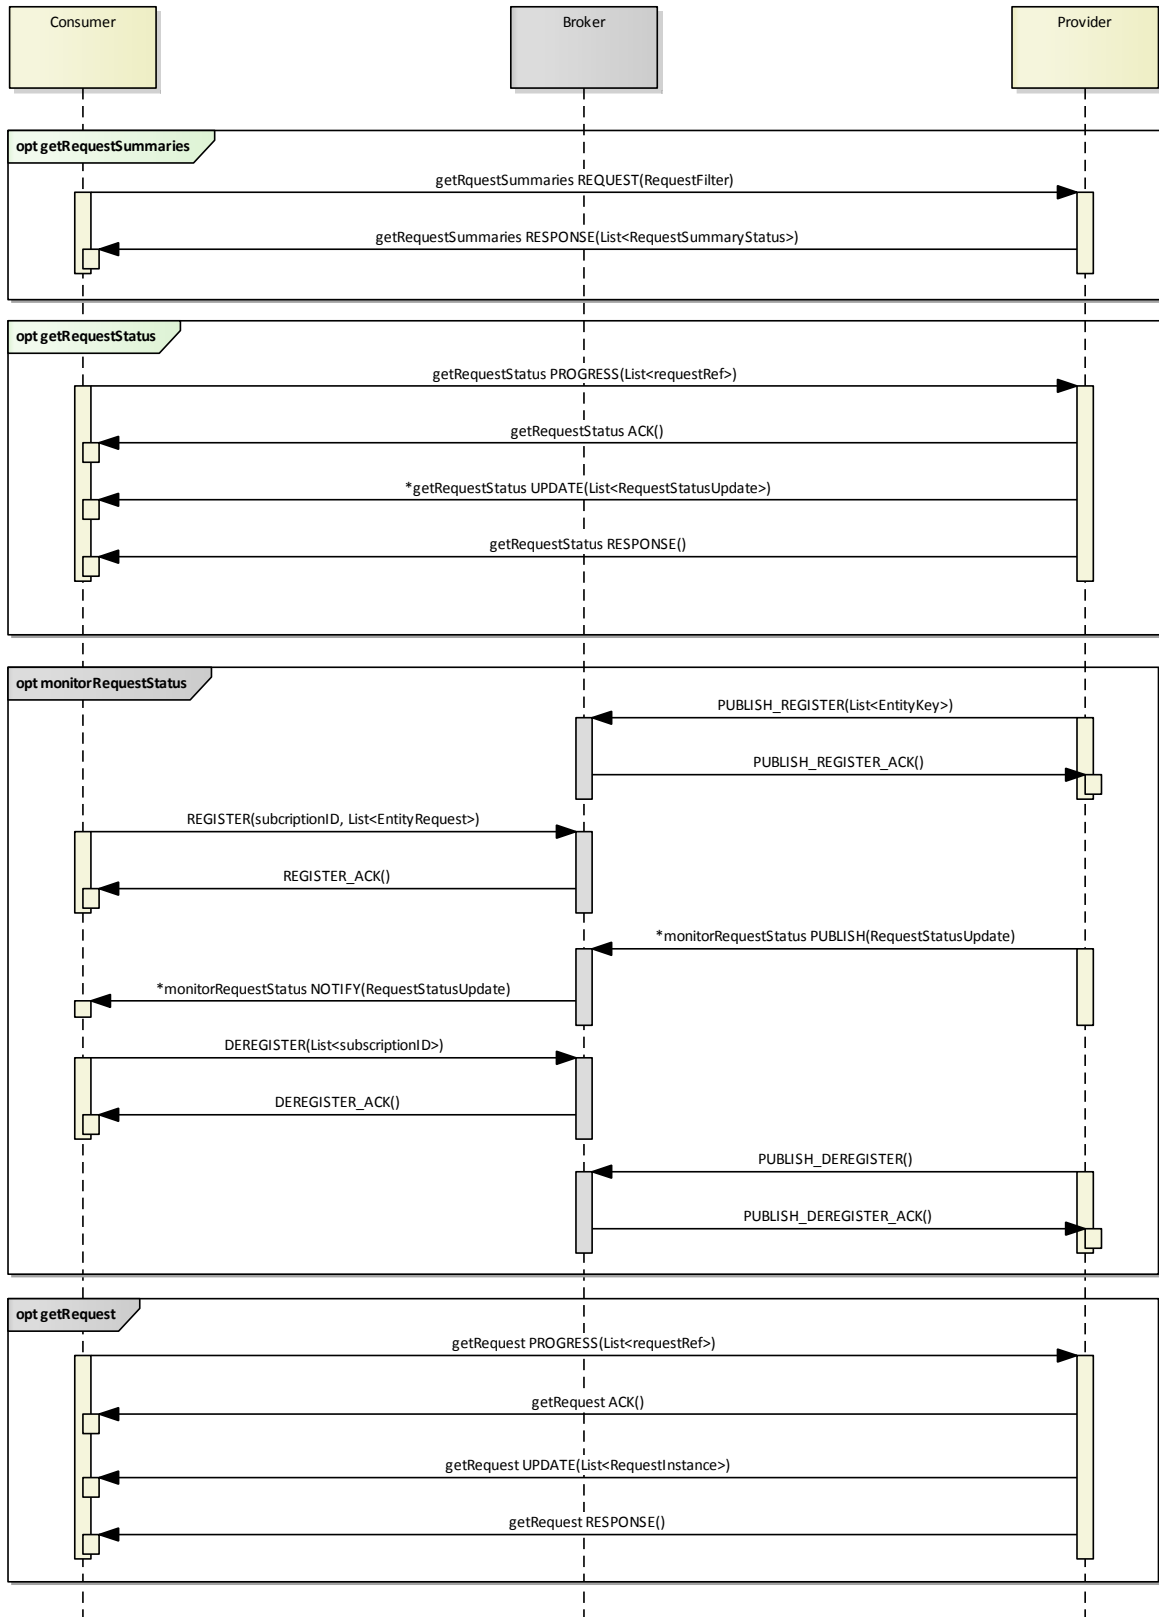 Consumer
Broker
Provider
opt getRequestSummaries
getRquestSummaries REQUEST(RequestFilter)
getRequestSummaries RESPONSE(List<RequestSummaryStatus>)
opt getRequestStatus
getRequestStatus PROGRESS(List<requestRef>)
getRequestStatus ACK()
*getRequestStatus UPDATE(List<RequestStatusUpdate>)
getRequestStatus RESPONSE()
opt monitorRequestStatus
PUBLISH_REGISTER(List<EntityKey>)
PUBLISH_REGISTER_ACK()
REGISTER(subcriptionID, List<EntityRequest>)
REGISTER_ACK()
*monitorRequestStatus PUBLISH(RequestStatusUpdate)
*monitorRequestStatus NOTIFY(RequestStatusUpdate)
DEREGISTER(List<subscriptionID>)
DEREGISTER_ACK()
PUBLISH_DEREGISTER()
PUBLISH_DEREGISTER_ACK()
opt getRequest
getRequest PROGRESS(List<requestRef>)
getRequest ACK()
getRequest UPDATE(List<RequestInstance>)
getRequest RESPONSE()